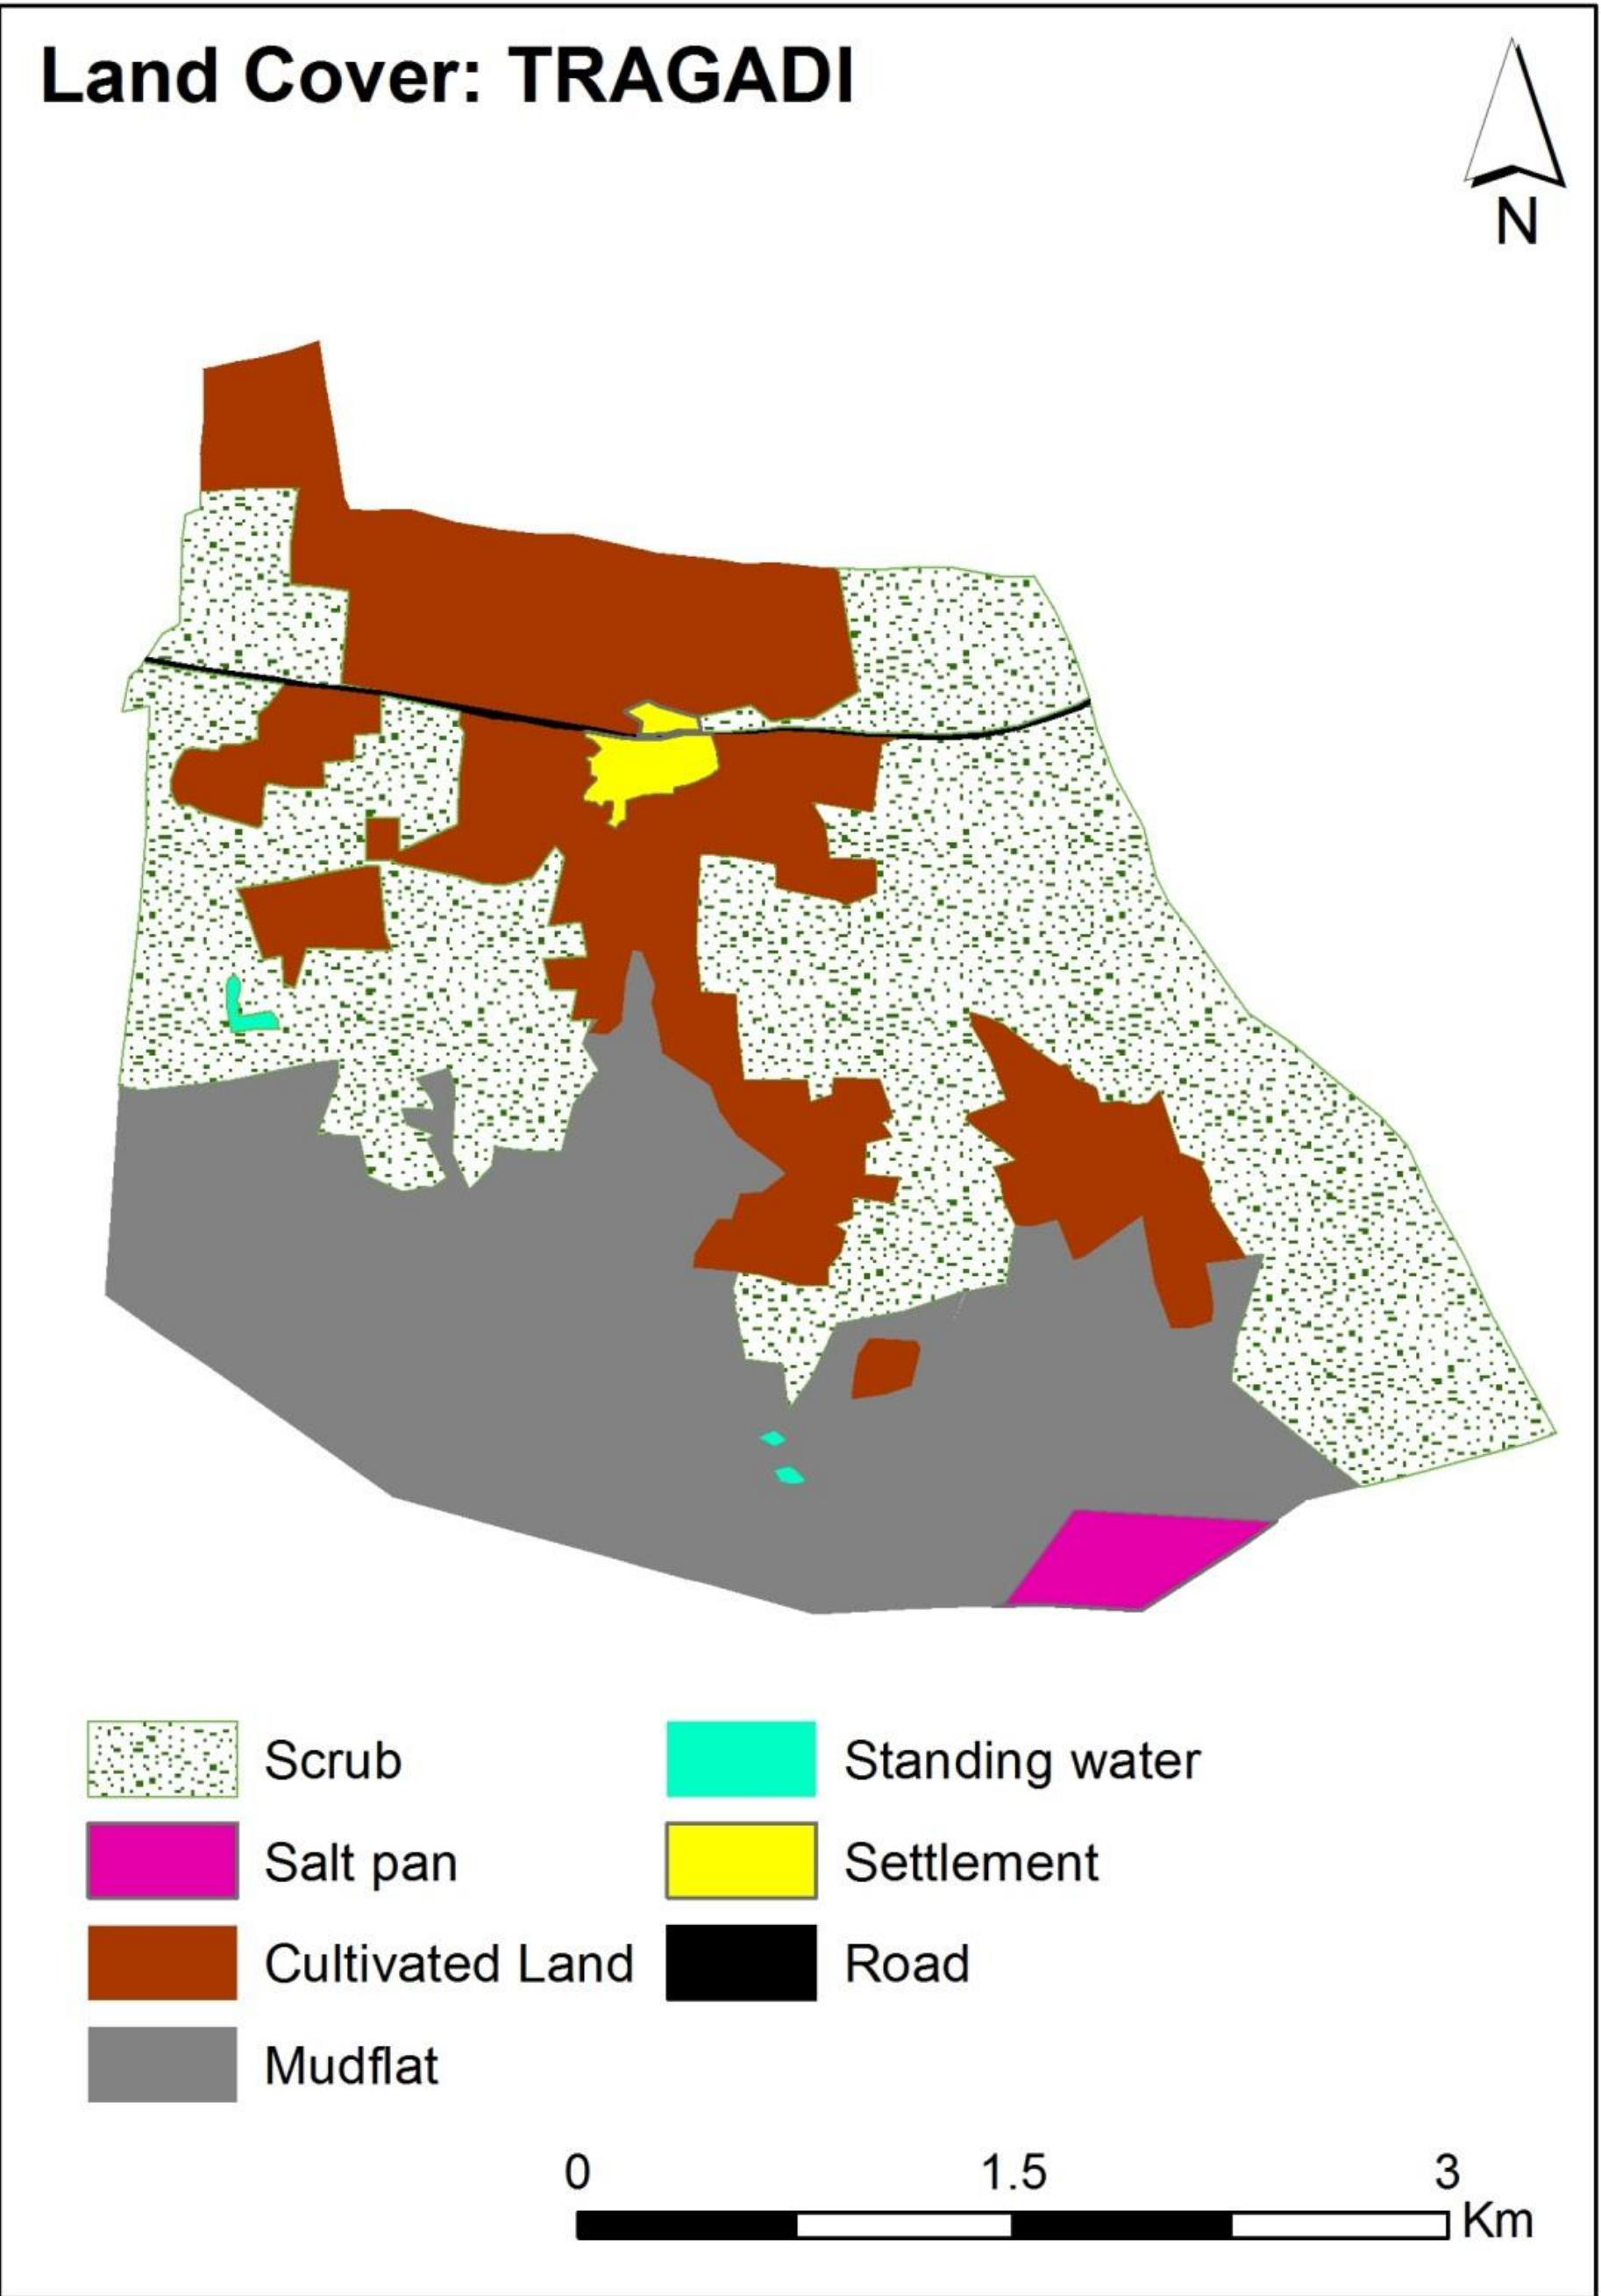 Land Cover: TRAGADI
N
Scrub
Standing water
Salt pan
Settlement
Cultivated Land
Road
Mudflat
0 1.5 3
Km